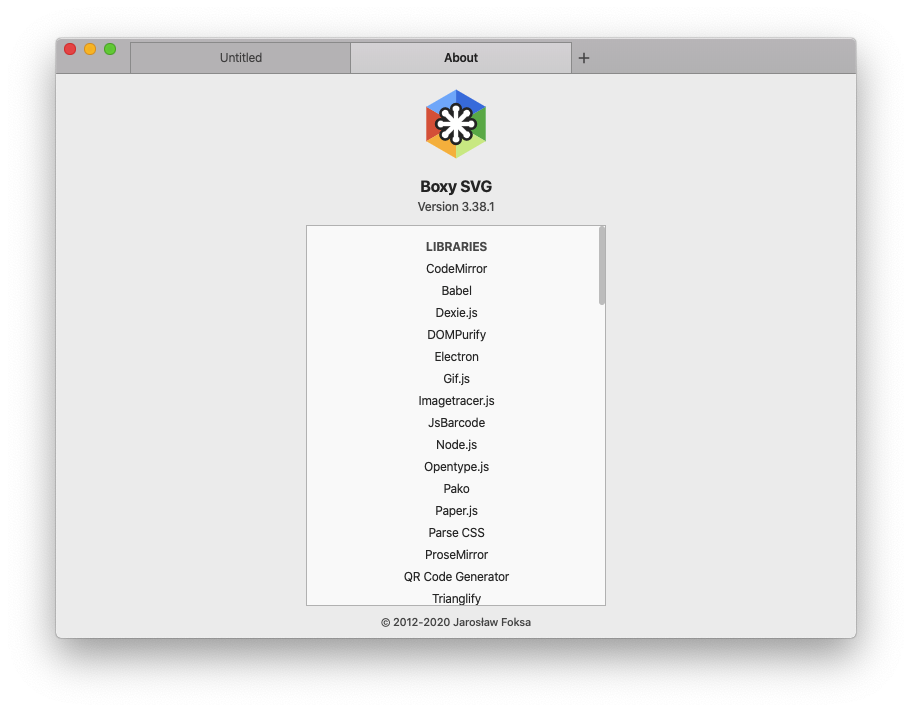 Untitled
About
+
Boxy SVG
Version 3.38.1
LIBRARIES
CodeMirror
Babel
Dexie.js
DOMPurify
Electron
Gif.js
Imagetracer.js
JsBarcode
Node.js
Opentype.js
Pako
Paper.js
Parse CSS
ProseMirror
QR Code Generator
Trianglify
© 2012-2020 Jarosław Foksa